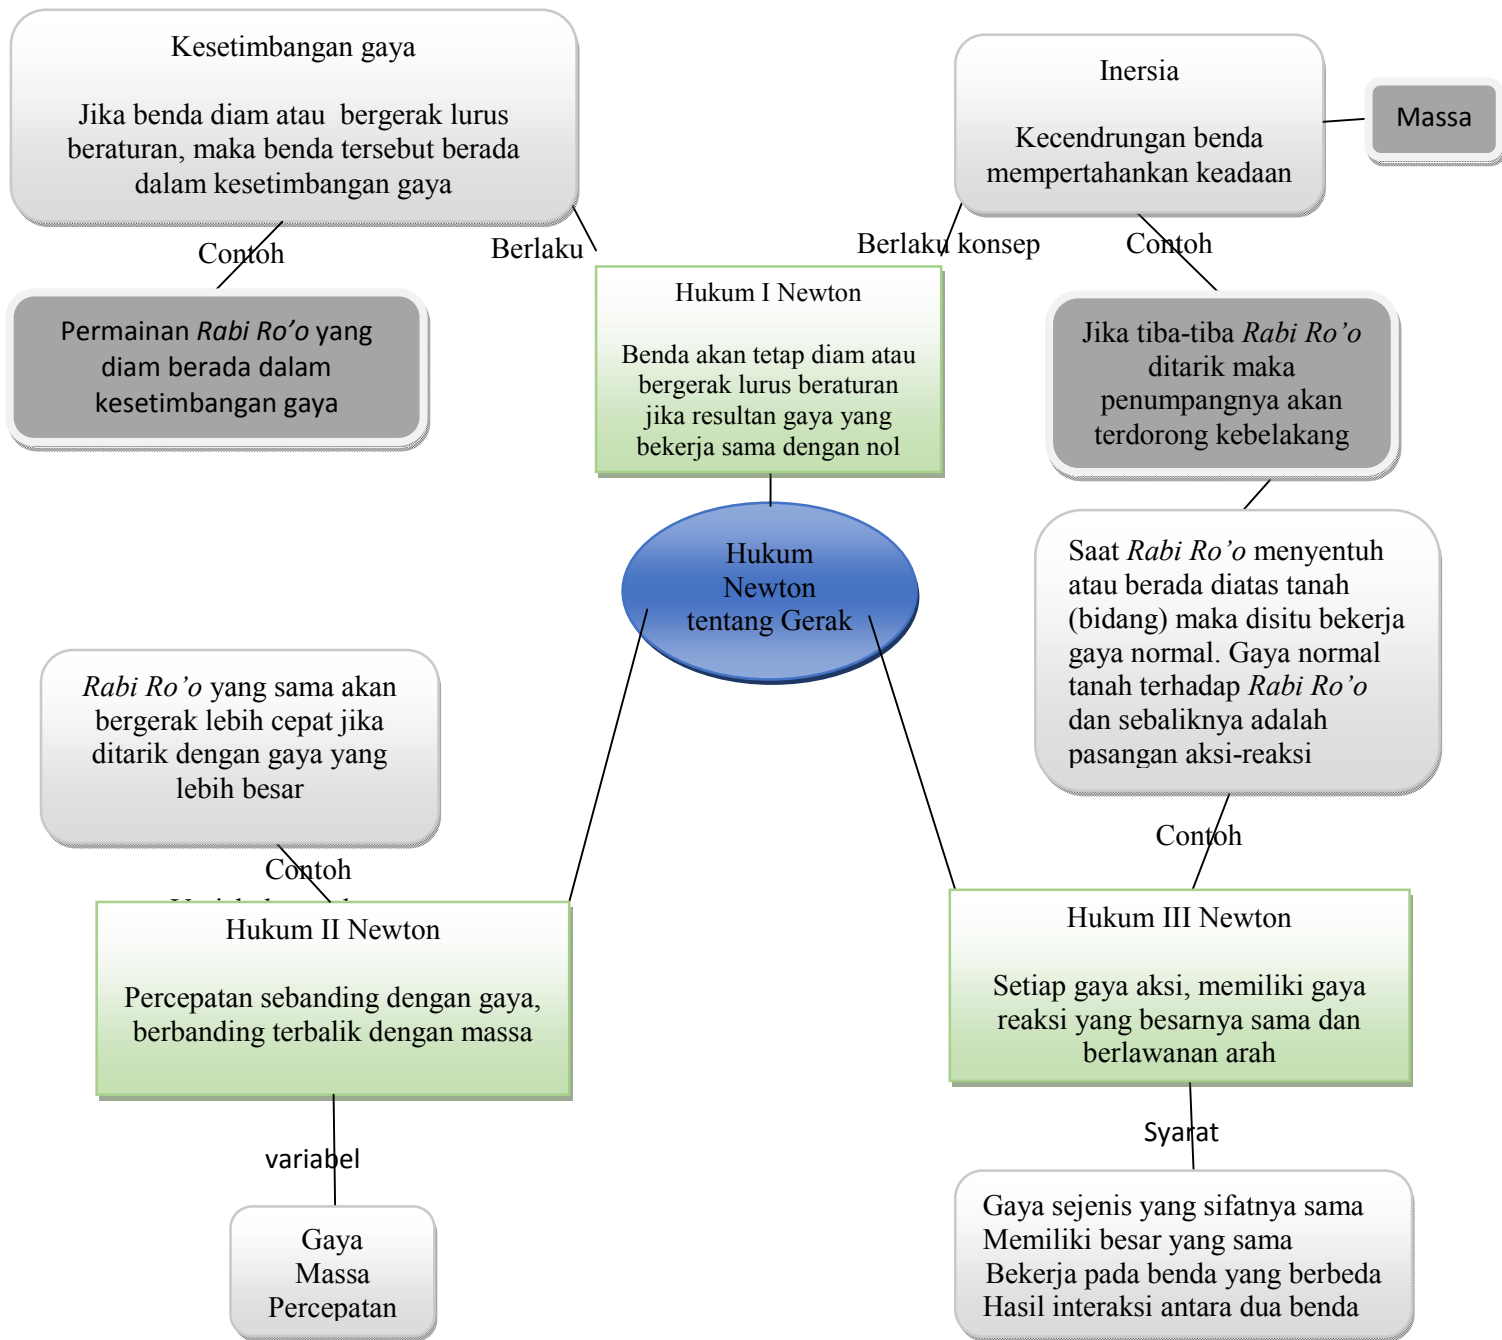 Kesetimbangan gaya
Jika benda diam atau bergerak lurus
beraturan, maka benda tersebut berada
dalam kesetimbangan gaya
Contoh
Permainan Rabi Ro’o yang
diam berada dalam
kesetimbangan gaya
Berlaku
Inersia
Kecendrungan benda
mempertahankan keadaan
Massa
Berlaku konsep
Contoh
Jika tiba-tiba Rabi Ro’o
ditarik maka
penumpangnya akan
terdorong kebelakang
Hukum I Newton
Benda akan tetap diam atau
bergerak lurus beraturan
jika resultan gaya yang
bekerja sama dengan nol
Hukum
Newton
tentang Gerak
Saat Rabi Ro’o menyentuh
atau berada diatas tanah
(bidang) maka disitu bekerja
gaya normal. Gaya normal
tanah terhadap Rabi Ro’o
dan sebaliknya adalah
pasangan aksi-reaksi
Contoh
Rabi Ro’o yang sama akan
bergerak lebih cepat jika
ditarik dengan gaya yang
lebih besar
Contoh
Hukum II Newton
Percepatan sebanding dengan gaya,
berbanding terbalik dengan massa
variabel
Gaya
Massa
Percepatan
Hukum III Newton
Setiap gaya aksi, memiliki gaya
reaksi yang besarnya sama dan
berlawanan arah
Syarat
Gaya sejenis yang sifatnya sama
Memiliki besar yang sama
Bekerja pada benda yang berbeda
Hasil interaksi antara dua benda